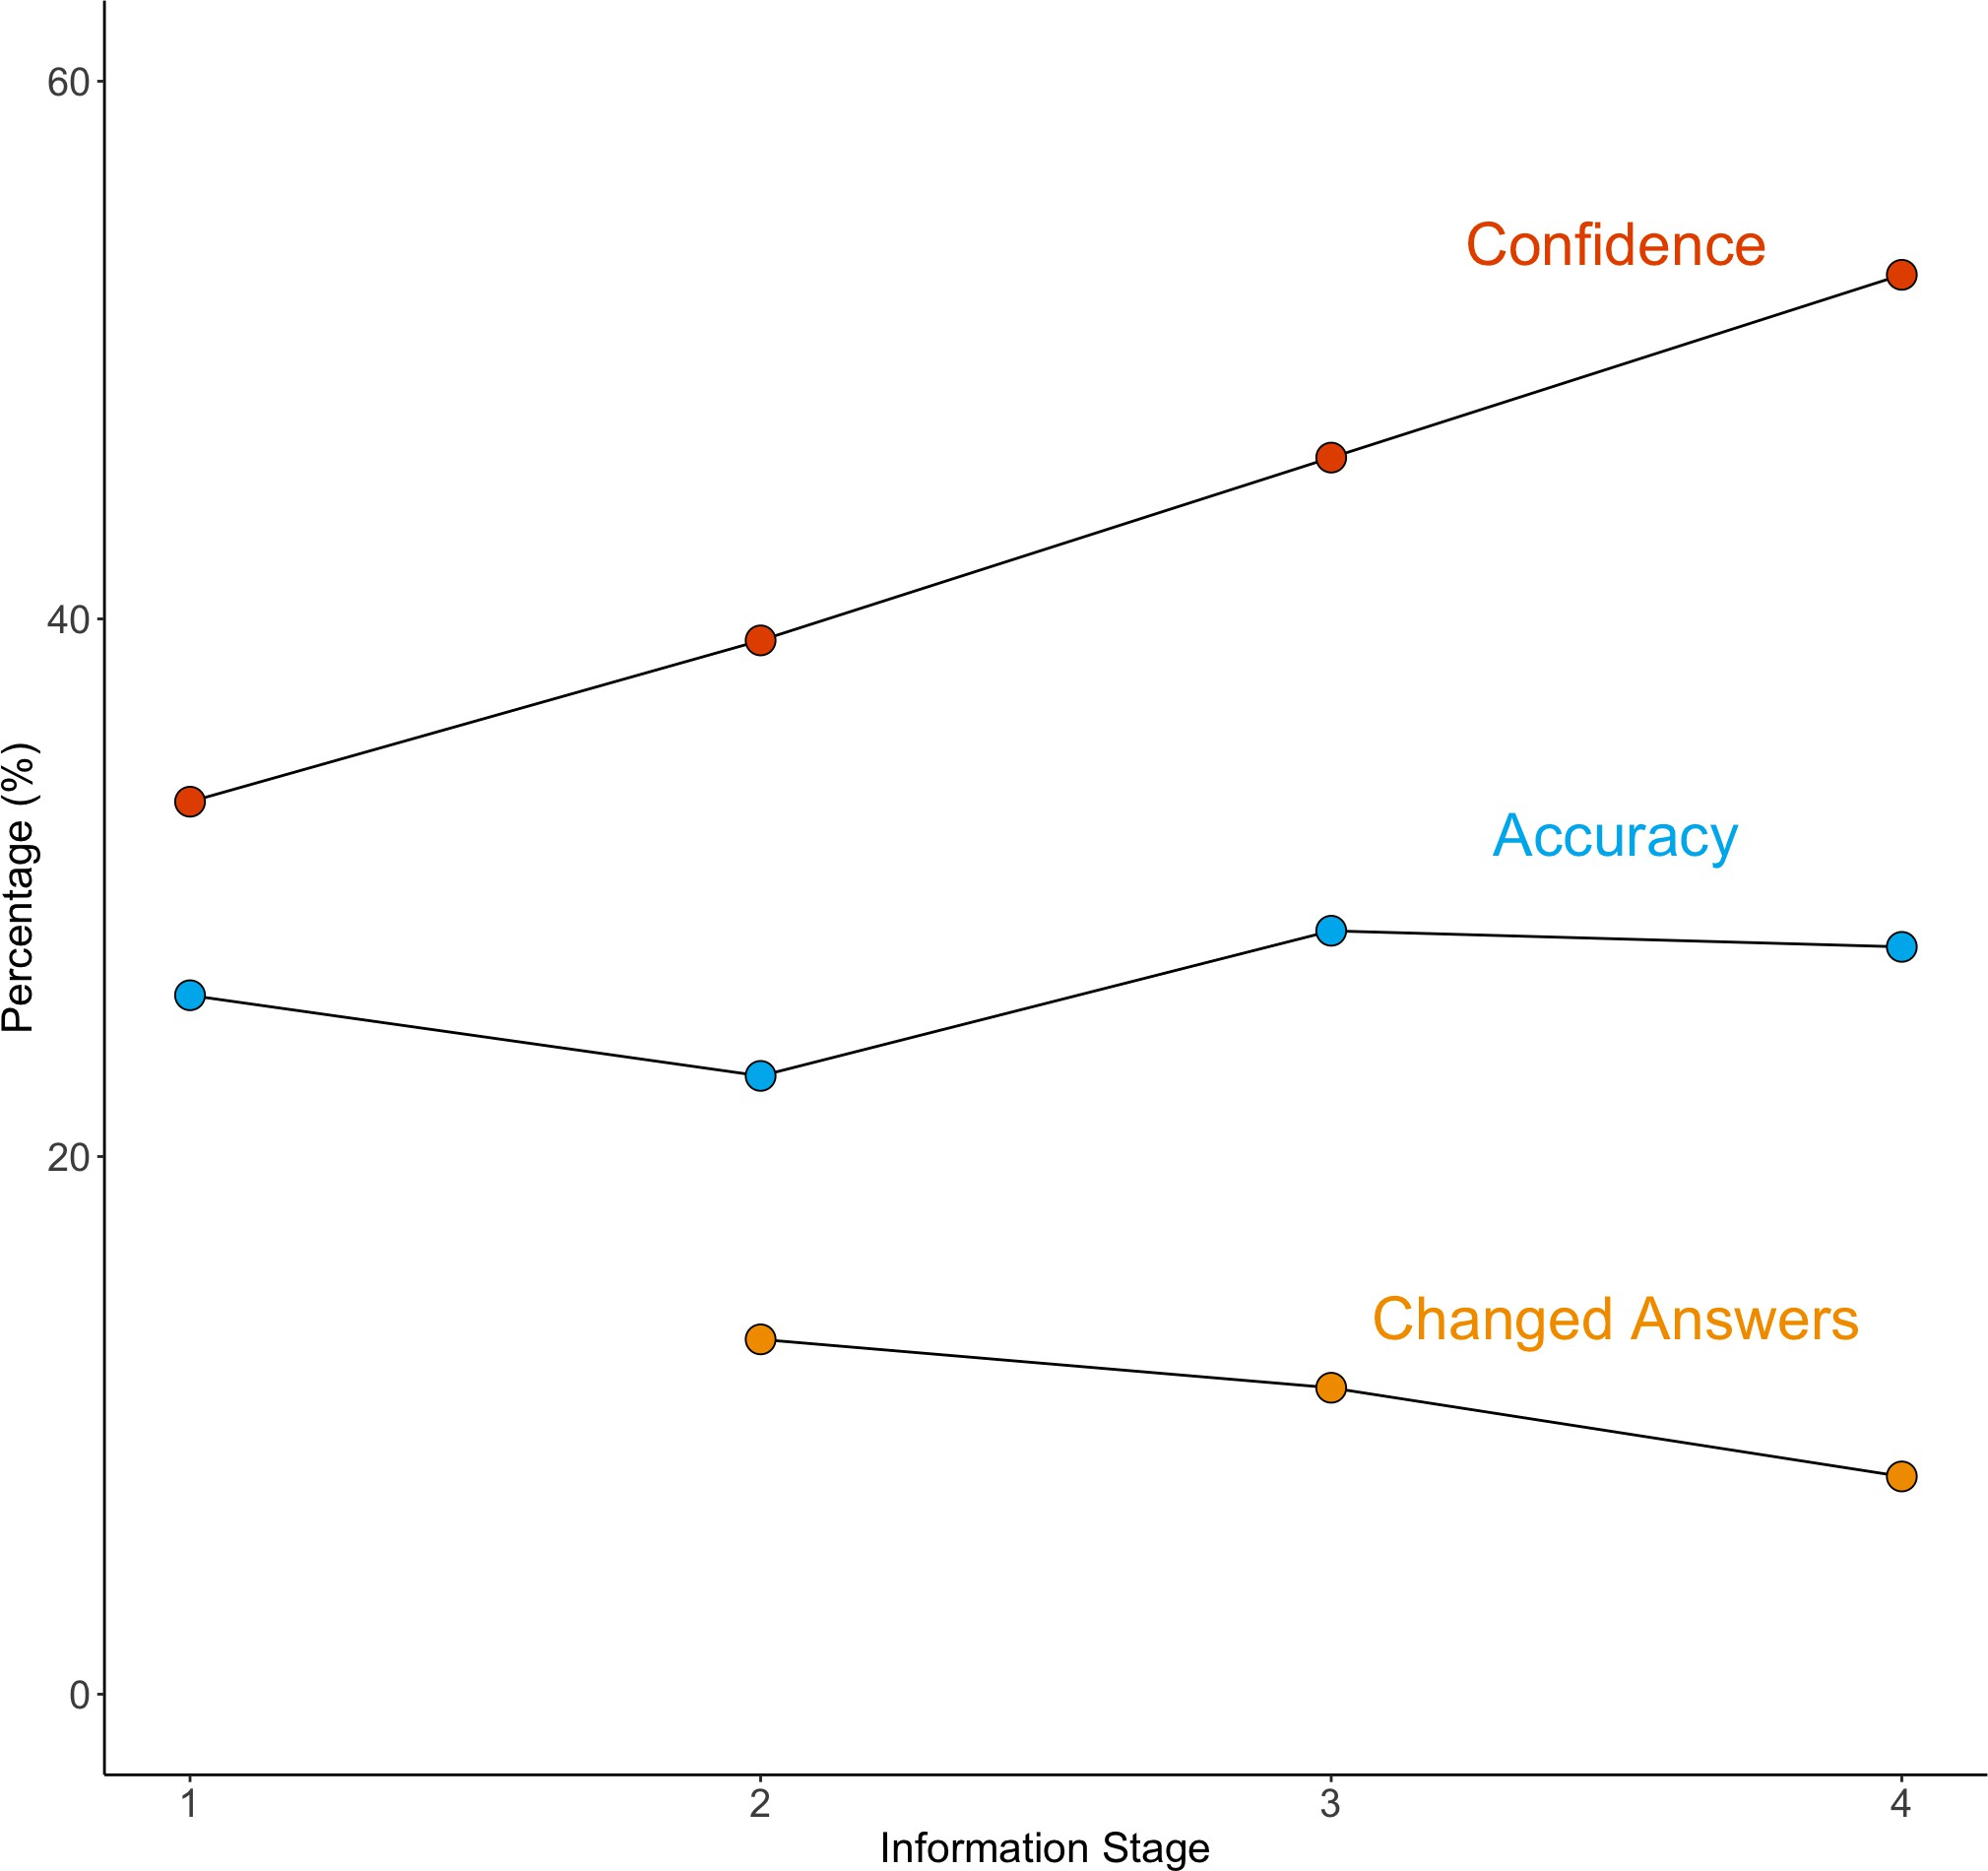 60
Confidence
40
Percentage (%)
Accuracy
20
Changed Answers
0
1 2 3 4
Information Stage